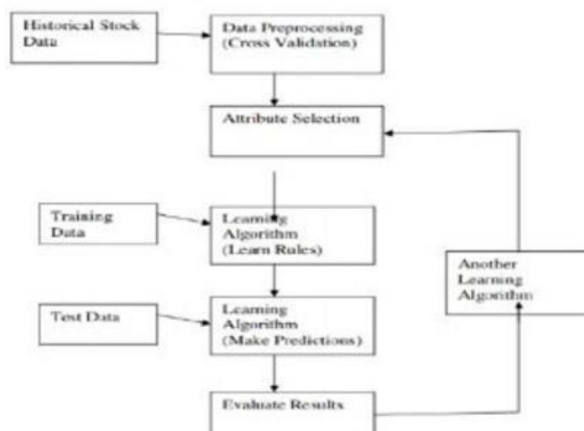 Historical Stock
Data
Data Preprocessing
(Cross Validation)
Attribute Selection
Training
Data
Learning
Algorithm
(Learn Rules)
Another
Learning
Algorithm
Test Data
Learning
Algorithm
(Make Predictions)
Evaluate Results